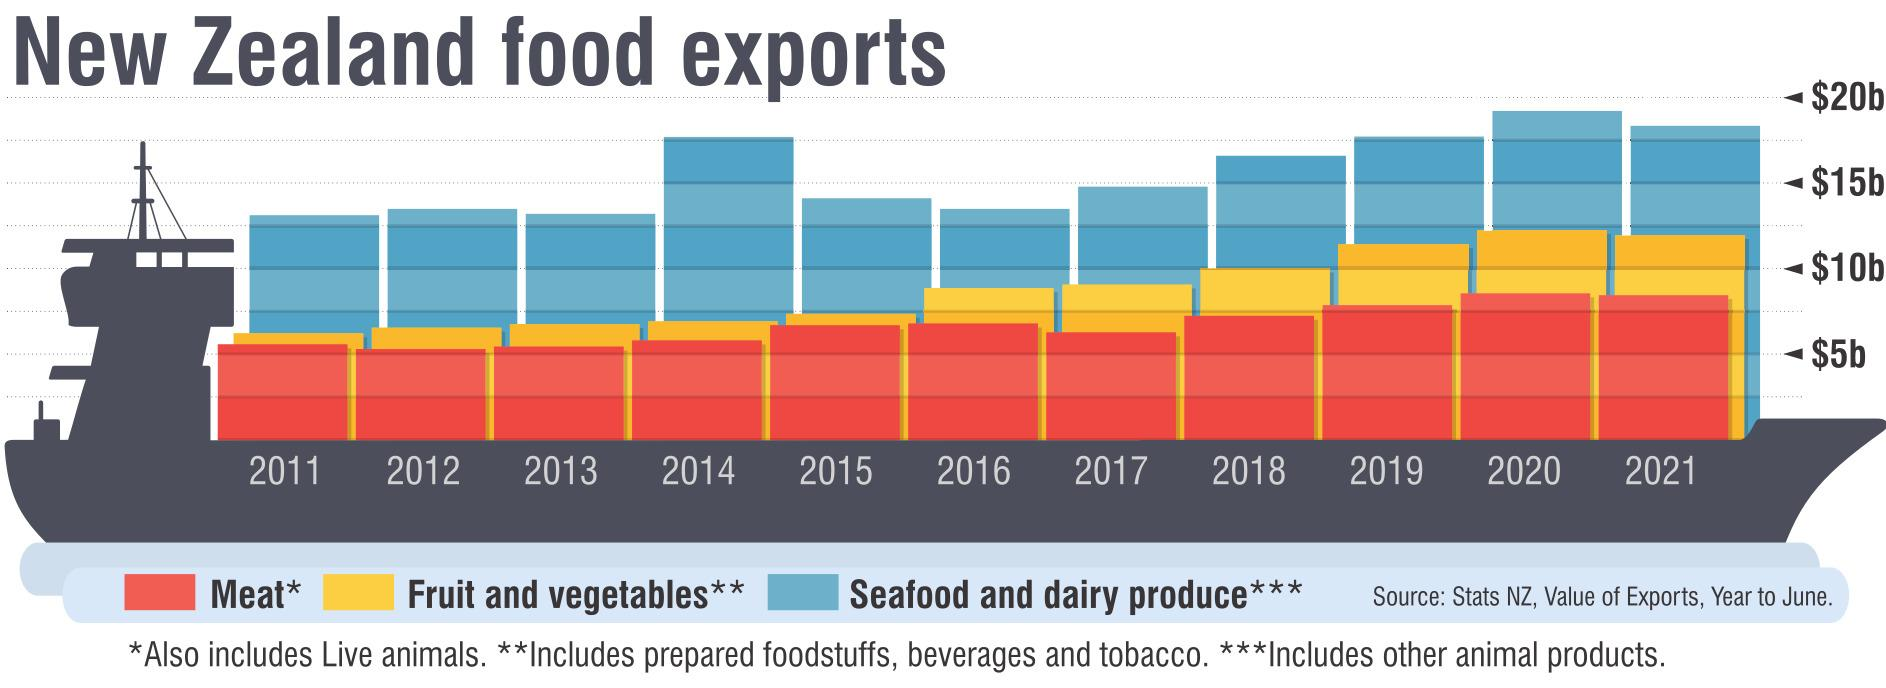 New Zealand food exports
$20b
$15b
$10b
$5b
2011 2012 2013 2014 2015 2016 2017 2018 2019 2020 2021
Meat* Fruit and vegetables** Seafood and dairy produce*** Source: Stats NZ, Value of Exports, Year to June.
*Also includes Live animals. **Includes prepared foodstuffs, beverages and tobacco. ***Includes other animal products.